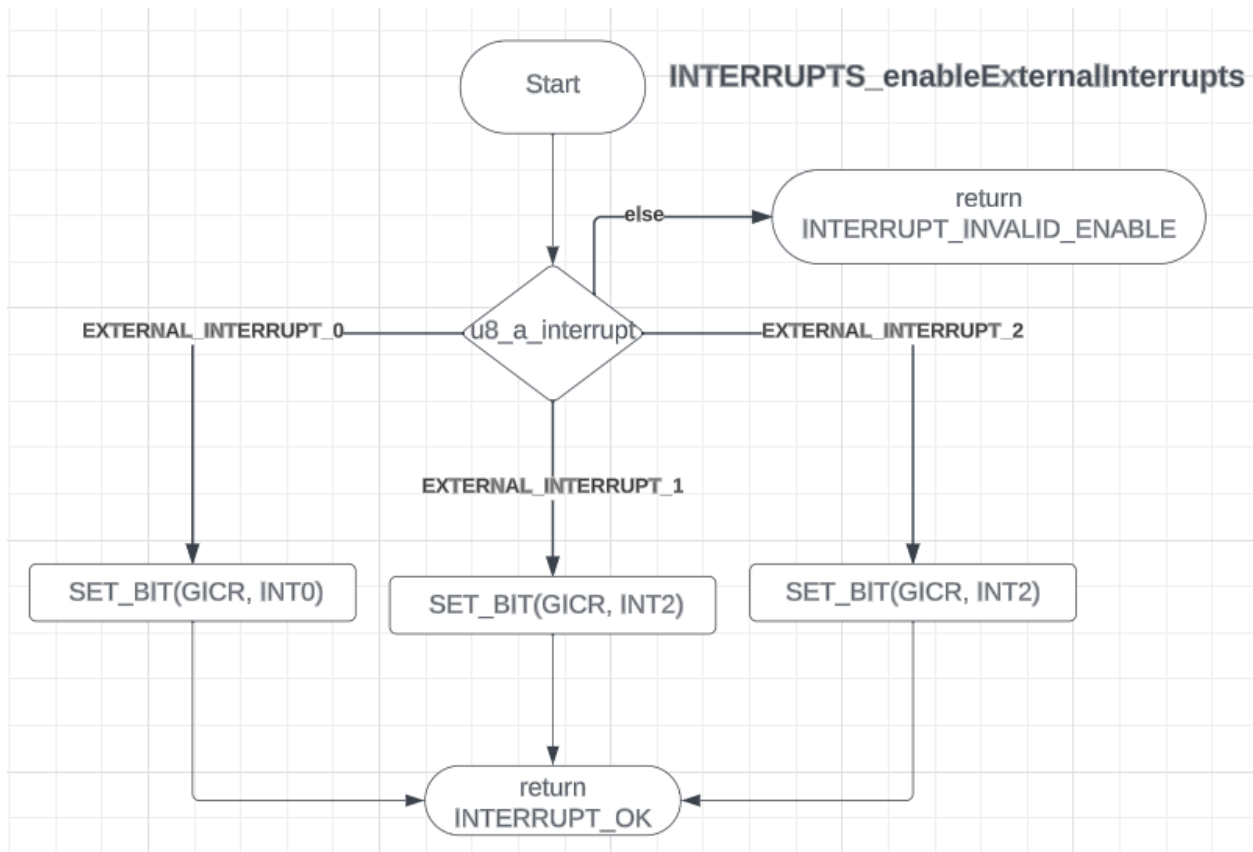 Start
INTERRUPTS_enableExternalInterrupts
else
return
INTERRUPT_INVALID_ENABLE
EXTERNAL_INTERRUPT_0
u8_a_interrupt
EXTERNAL_INTERRUPT_2
EXTERNAL_INTERRUPT_1
SET_BIT(GICR, INT0)
SET_BIT(GICR, INT2)
SET_BIT(GICR, INT2)
return
INTERRUPT_OK